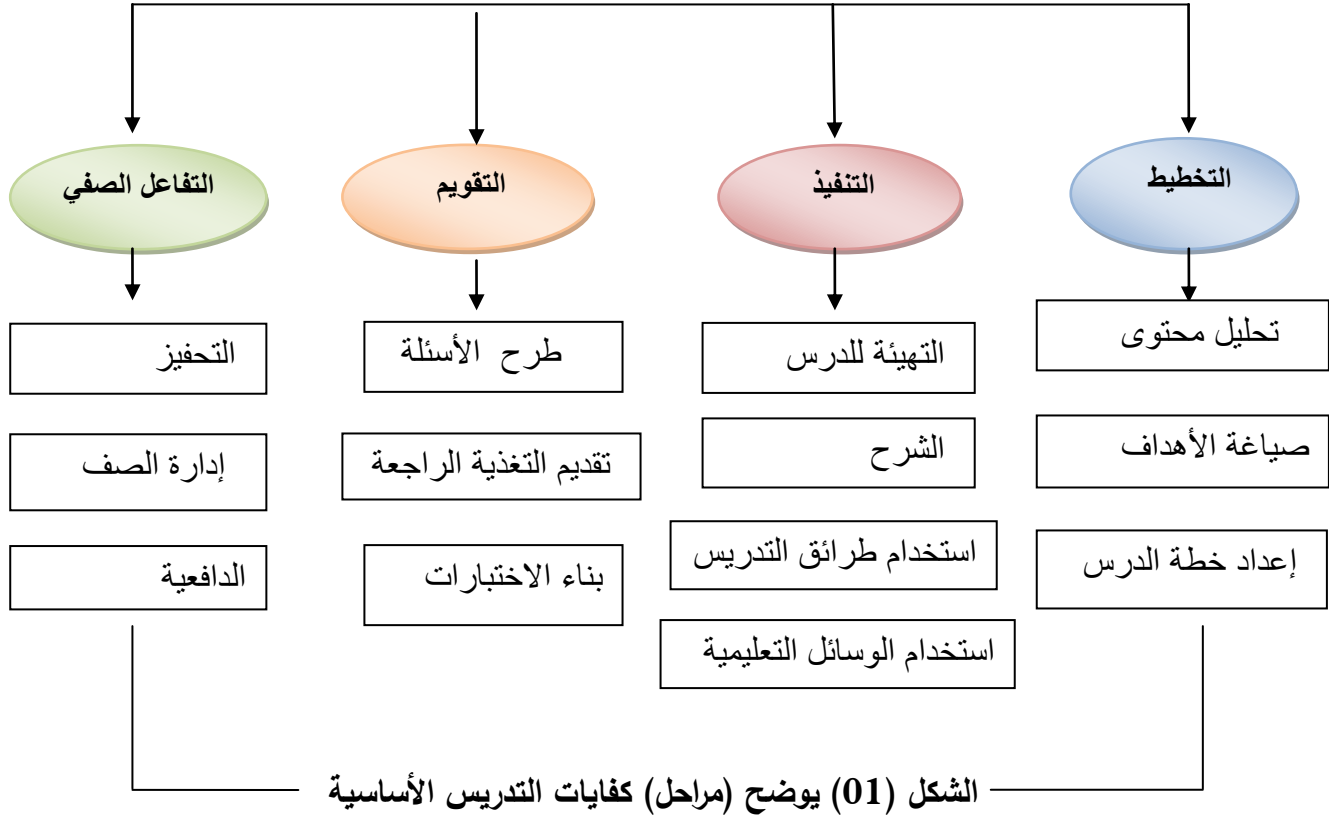 التخطيط
التنفيذ
التقويم
التفاعل الصفي
تحليل محتوى
صياغة الأهداف
إعداد خطة الدرس
التهيئة للدرس
الشرح
استخدام طرائق التدريس
استخدام الوسائل التعليمية
طرح الأسئلة
تقديم التغذية الراجعة
بناء الاختبارات
التحفيز
إدارة الصف
الدافعية
الشكل (01) يوضح (مراحل) كفايات التدريس الأساسية